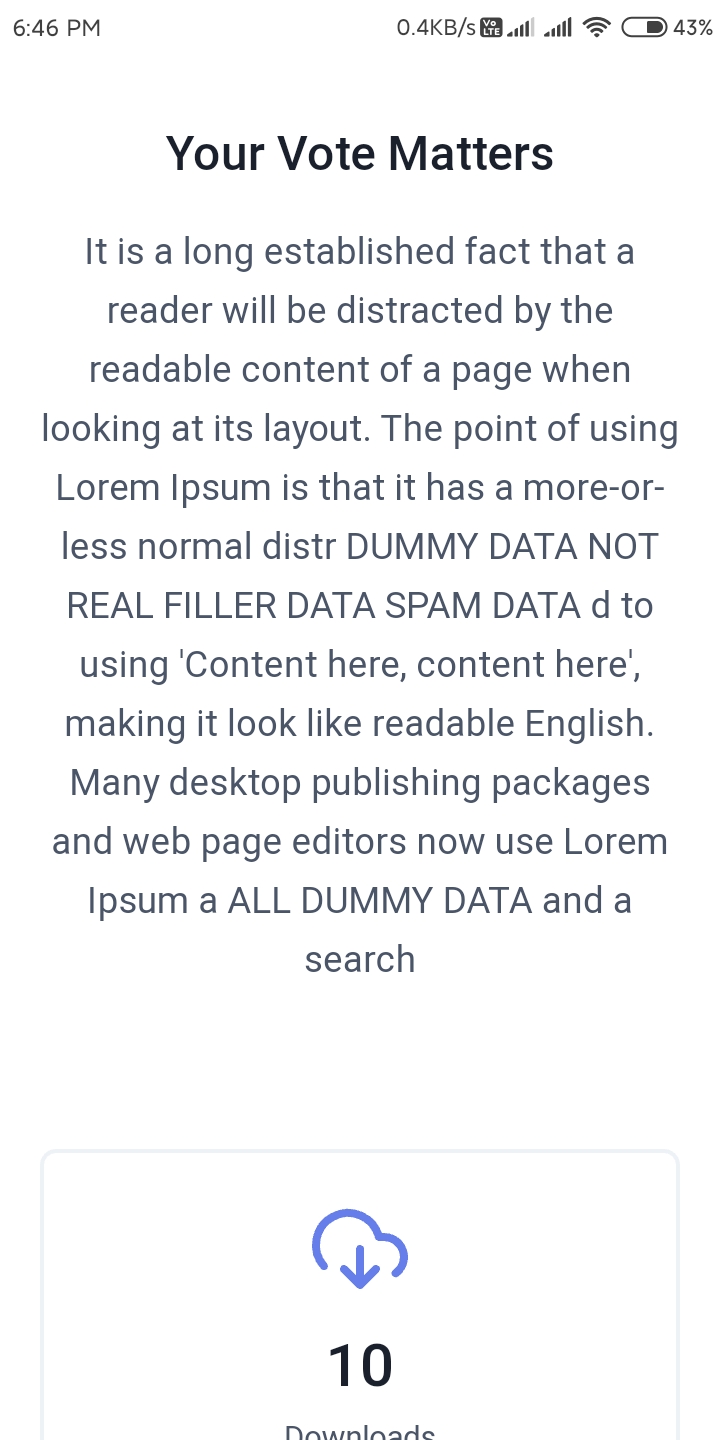 6:46 PM 0.4KB/s Vo LTE 43%
Your Vote Matters
It is a long established fact that a
reader will be distracted by the
readable content of a page when
looking at its layout. The point of using
Lorem Ipsum is that it has a more-or-
less normal distr DUMMY DATA NOT
REAL FILLER DATA SPAM DATA d to
using 'Content here, content here',
making it look like readable English.
Many desktop publishing packages
and web page editors now use Lorem
Ipsum a ALL DUMMY DATA and a
search
10
Downloads